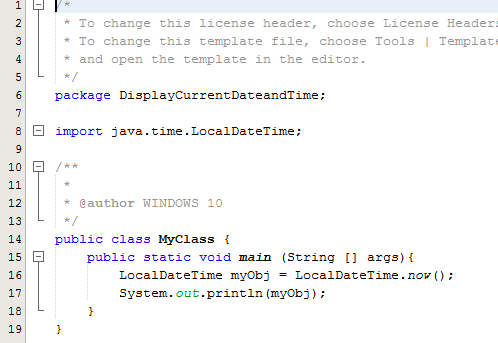 1 /*
2 * To change this license header, choose License Headers
3 * To change this template file, choose Tools | Template
4 * and open the template in the editor.
5 */
6 package DisplayCurrentDateandTime;
7
8 import java.time.LocalDateTime;
9
10 /**
11 *
12 * @author WINDOWS 10
13 */
14 public class MyClass {
15 public static void main (String [] args){
16 LocalDateTime myObj = LocalDateTime.now();
17 System.out.println(myObj);
18 }
19 }